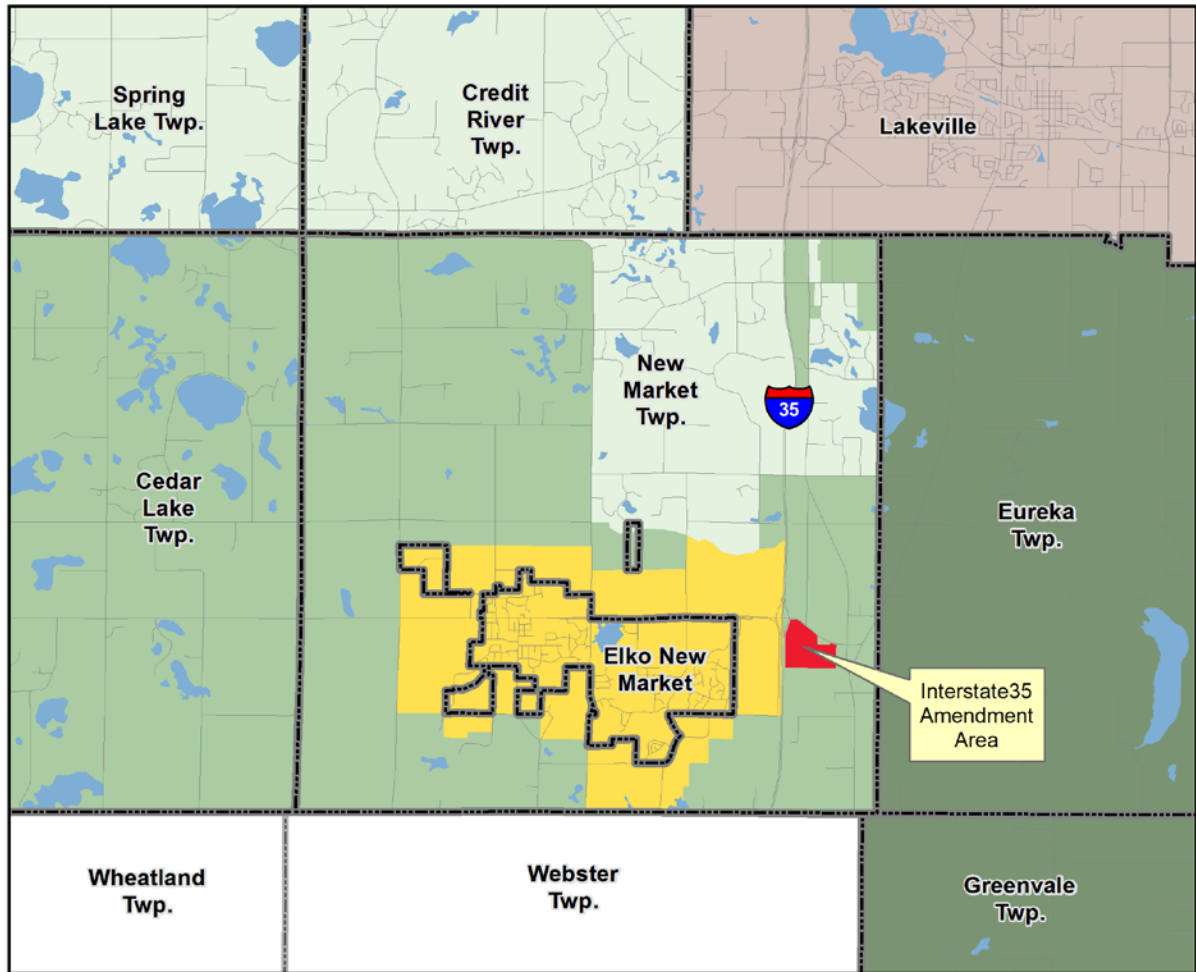 Spring
Lake Twp.
Credit
River
Twp.
Lakeville
New
Market
Twp.
35
Cedar
Lake
Twp.
Eureka
Twp.
Elko New
Market
Interstate35
Amendment
Area
Wheatland
Twp.
Webster
Twp.
Greenvale
Twp.